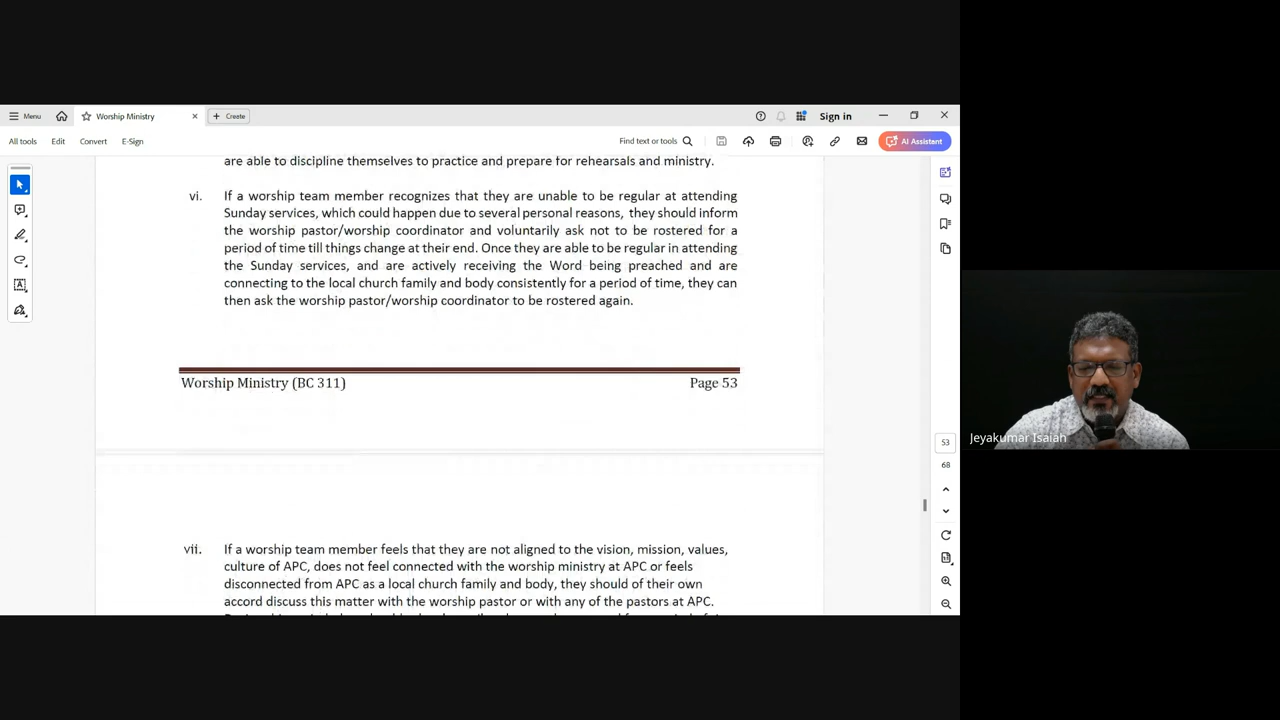 Menu
Worship Ministry
Create
Sign in
All tools
Edit
Convert
E-Sign
Find text or tools
AI Assistant
are able to discipline themselves to practice and prepare for rehearsals and ministry.
vi. If a worship team member recognizes that they are unable to be regular at attending
Sunday services, which could happen due to several personal reasons, they should inform
the worship pastor/worship coordinator and voluntarily ask not to be rostered for a
period of time till things change at their end. Once they are able to be regular in attending
the Sunday services, and are actively receiving the Word being preached and are
connecting to the local church family and body consistently for a period of time, they can
then ask the worship pastor/worship coordinator to be rostered again.
Worship Ministry (BC 311) Page 53
vii. If a worship team member feels that they are not aligned to the vision, mission, values,
culture of APC, does not feel connected with the worship ministry at APC or feels
disconnected from APC as a local church family and body, they should of their own
accord discuss this matter with the worship pastor or with any of the pastors at APC.
53
68
Jeyakumar Isaiah